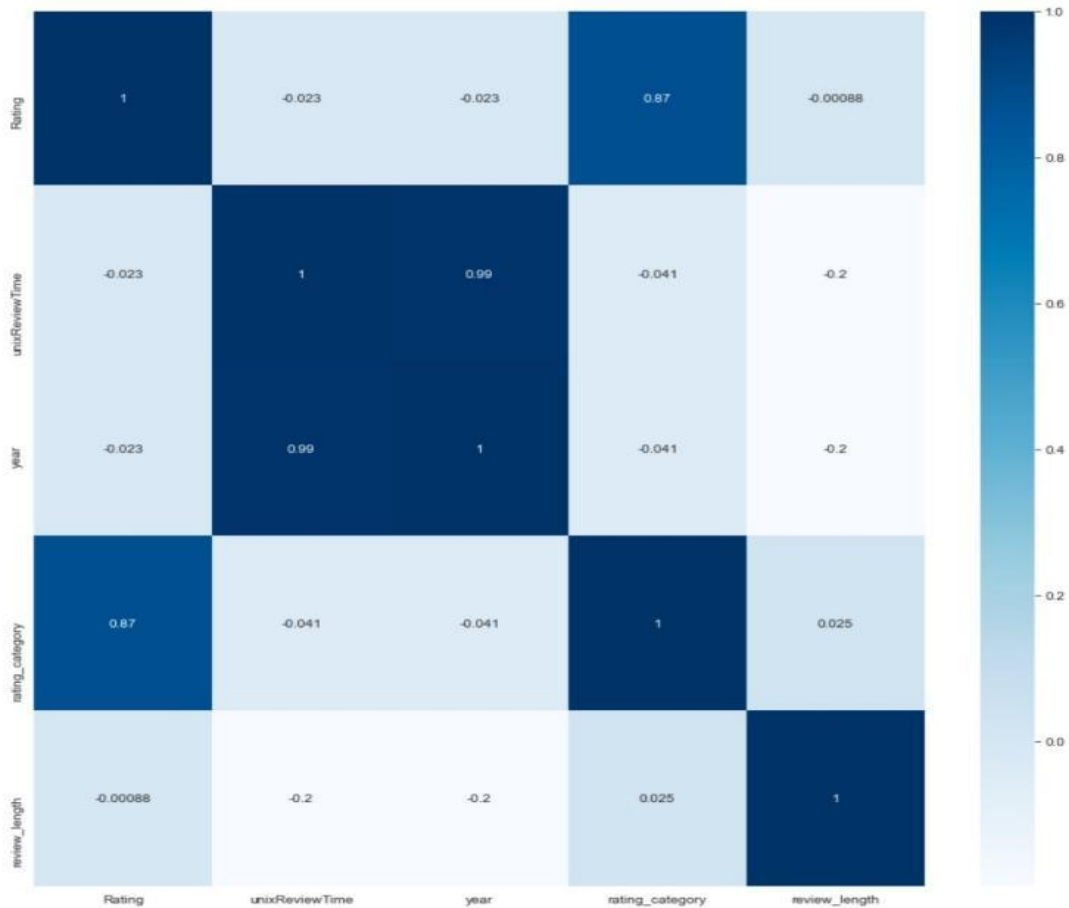 1.0
Rating 1 -0.023 -0.023 0.87 -0.00088
0.8
unixReviewTime -0.023 1 0.99 -0.041 -0.2
0.6
year -0.023 0.99 1 -0.041 -0.2
0.4
0.2
rating_category 0.87 -0.041 -0.041 1 0.025
0.0
review_length -0.00088 -0.2 -0.2 0.025 1
Rating unixReviewTime year rating_category review_length